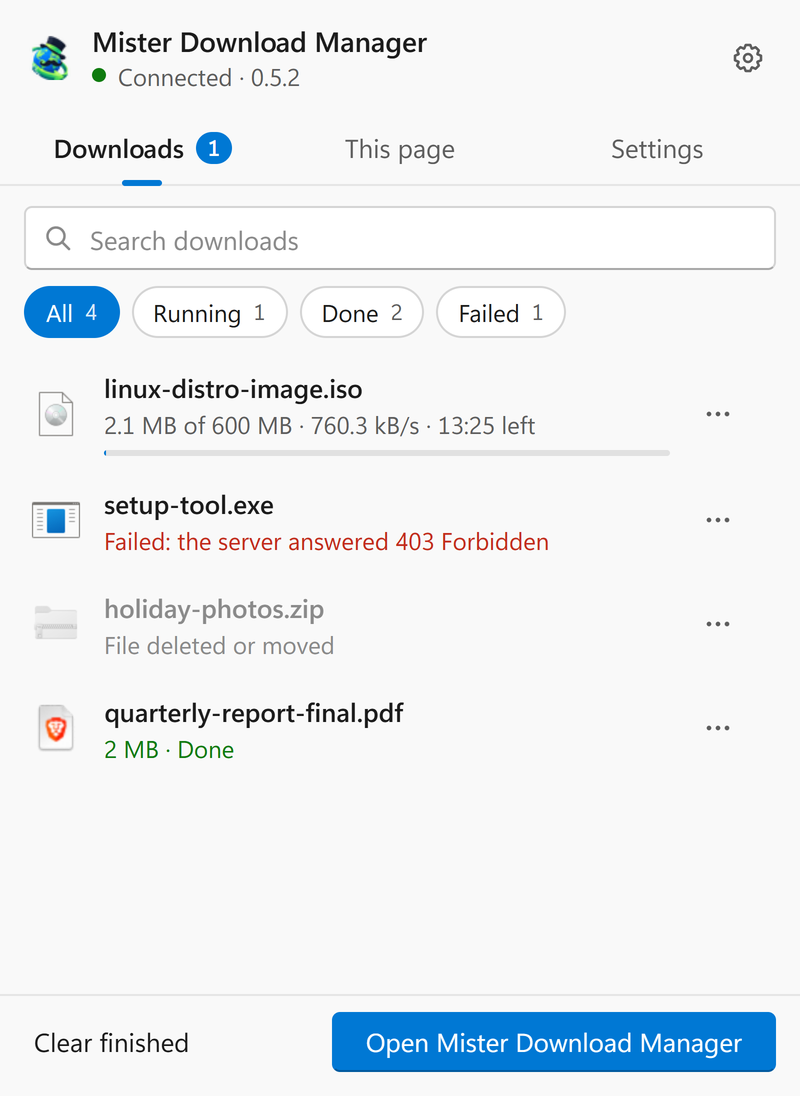 Mister Download Manager
Connected · 0.5.2
Downloads 1
This page
Settings
Search downloads
All 4
Running 1
Done 2
Failed 1
linux-distro-image.iso
2.1 MB of 600 MB · 760.3 kB/s · 13:25 left
setup-tool.exe
Failed: the server answered 403 Forbidden
holiday-photos.zip
File deleted or moved
quarterly-report-final.pdf
2 MB · Done
Clear finished
Open Mister Download Manager